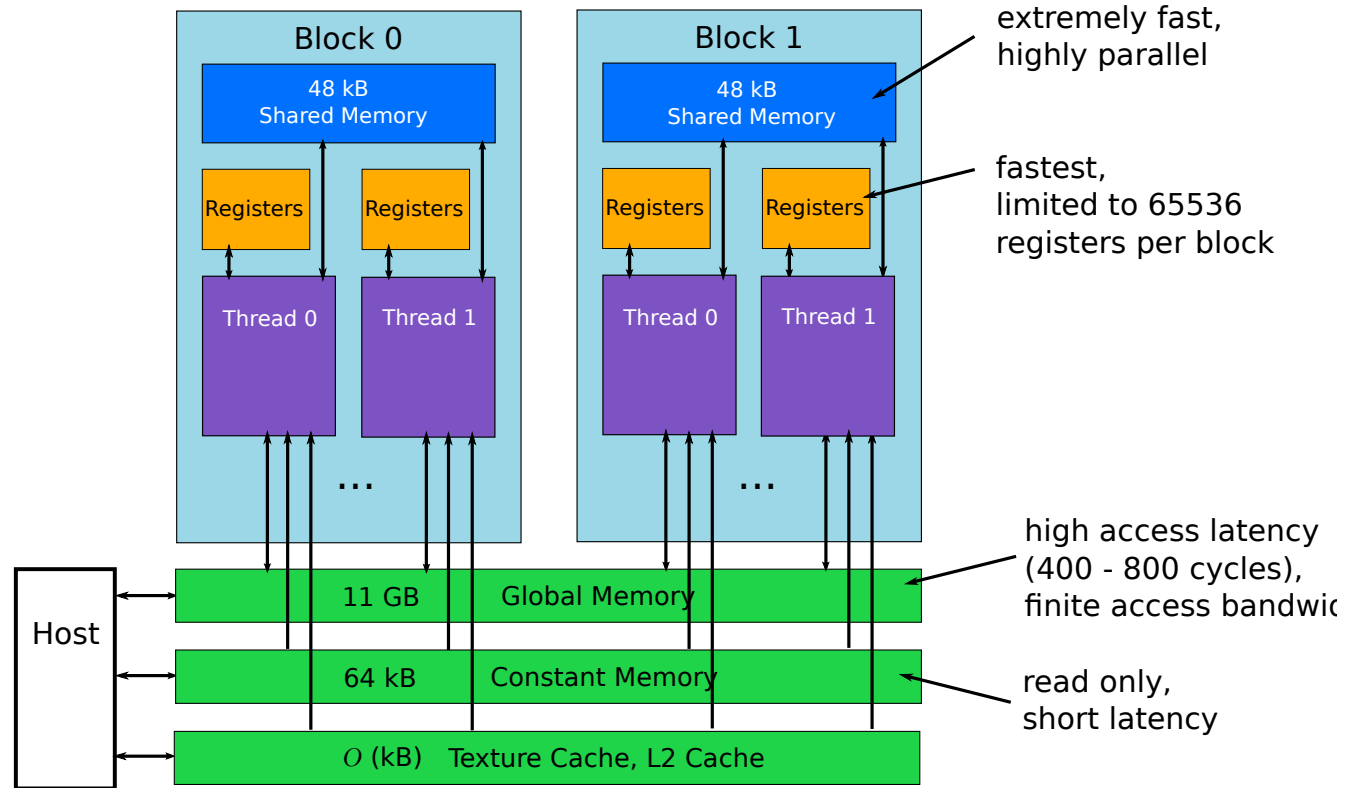 Block 0
48 kB
Shared Memory
Registers
Registers
Thread 0
Thread 1
...
Block 1
48 kB
Shared Memory
Registers
Registers
Thread 0
Thread 1
...
extremely fast,
highly parallel
fastest,
limited to 65536
registers per block
high access latency
(400 - 800 cycles),
finite access
read only,
short latency
Host
11 GB Global Memory
64 kB Constant Memory
O (kB) Texture Cache, L2 Cache